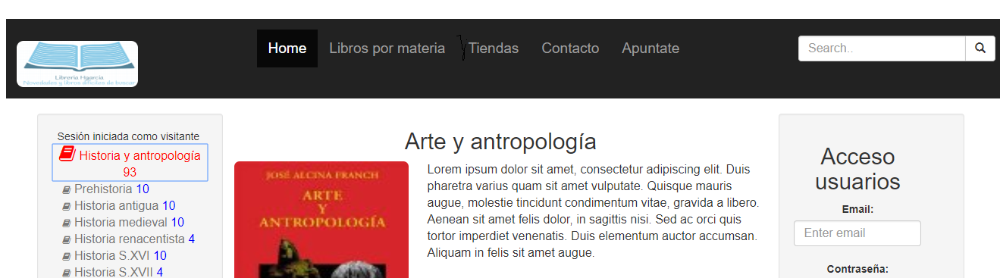 Home Libros por materia Tiendas Contacto Apuntate
Search..
Librería Hgarcia
Novedades y libros difíciles de buscar
Sesión iniciada como visitante
Historia y antropología
93
Prehistoria 10
Historia antigua 10
Historia medieval 10
Historia renacentista 4
Historia S.XVI 10
Historia S.XVII 4
Arte y antropología
JOSÉ ALCINA FRANCH
ARTE
Y
ANTROPOLOGÍA
Lorem ipsum dolor sit amet, consectetur adipiscing elit. Duis
pharetra varius quam sit amet vulputate. Quisque mauris
augue, molestie tincidunt condimentum vitae, gravida a libero.
Aenean sit amet felis dolor, in sagittis nisi. Sed ac orci quis
tortor imperdiet venenatis. Duis elementum auctor accumsan.
Aliquam in felis sit amet augue.
Acceso
usuarios
Email:
Enter email
Contraseña: